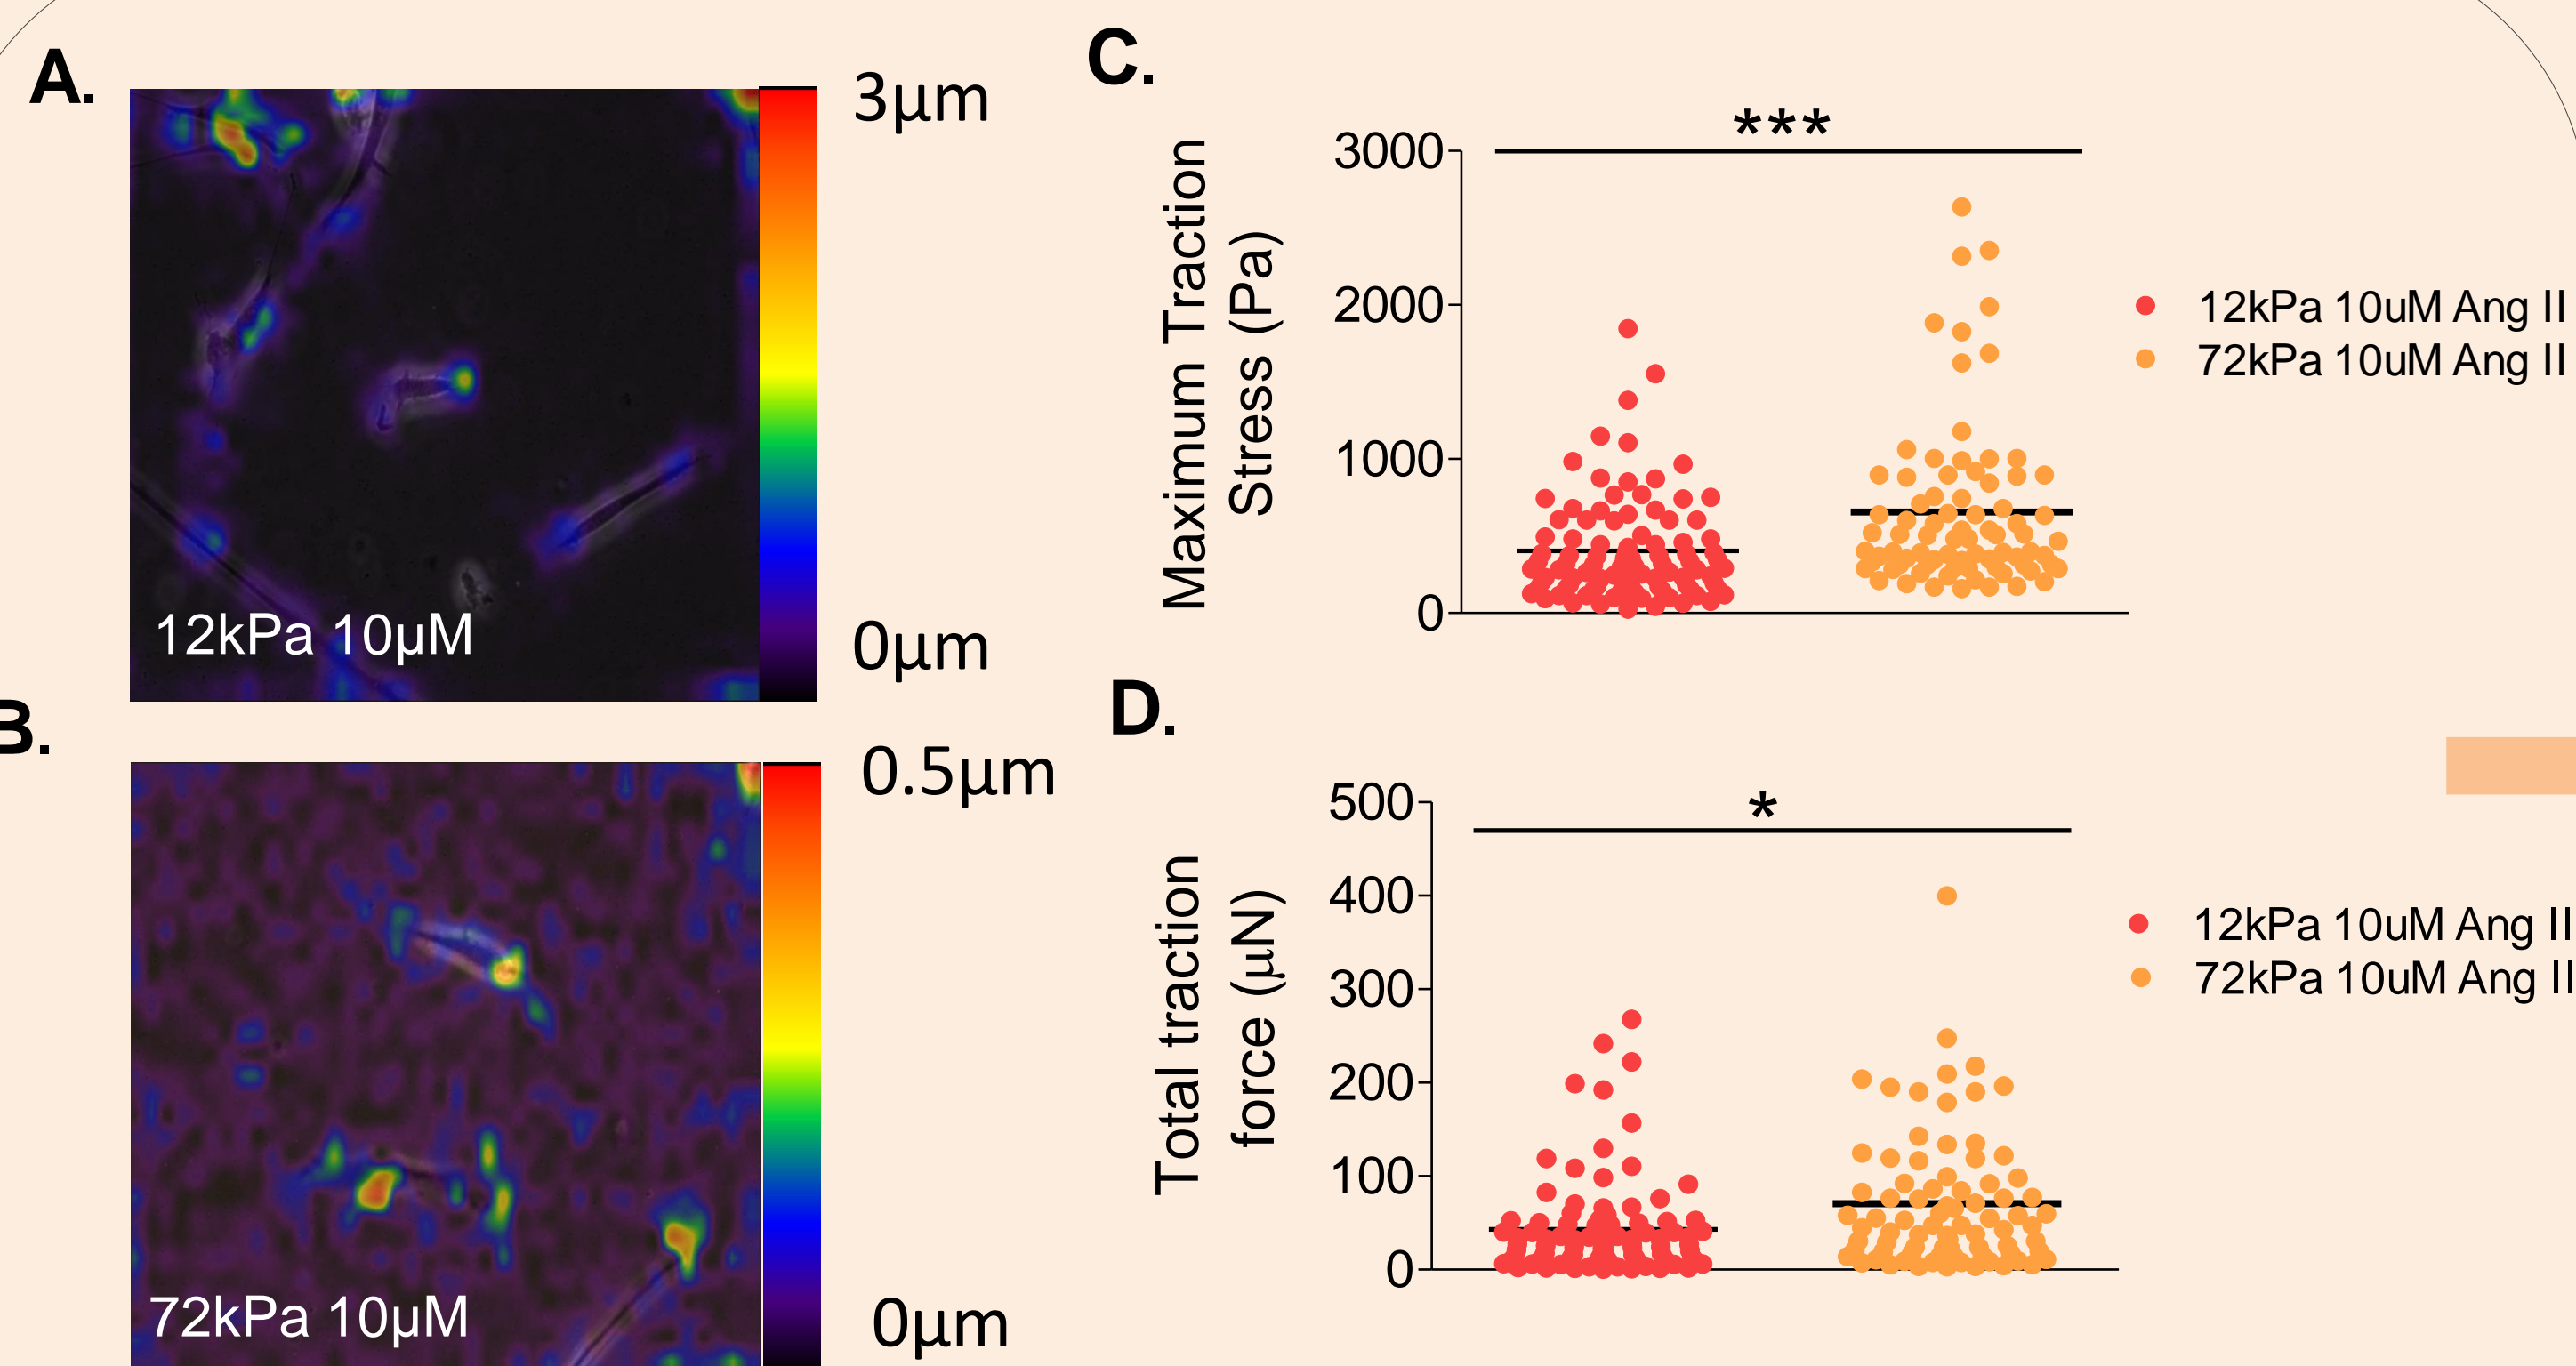 A.
3µm
0µm
12kPa 10µM
B.
0.5µm
0µm
72kPa 10µM
C.
***
Maximum Traction
Stress (Pa)
3000
2000
1000
0
12kPa 10uM Ang II
72kPa 10uM Ang II
D.
*
Total traction
force (µN)
500
400
300
200
100
0
12kPa 10uM Ang II
72kPa 10uM Ang II